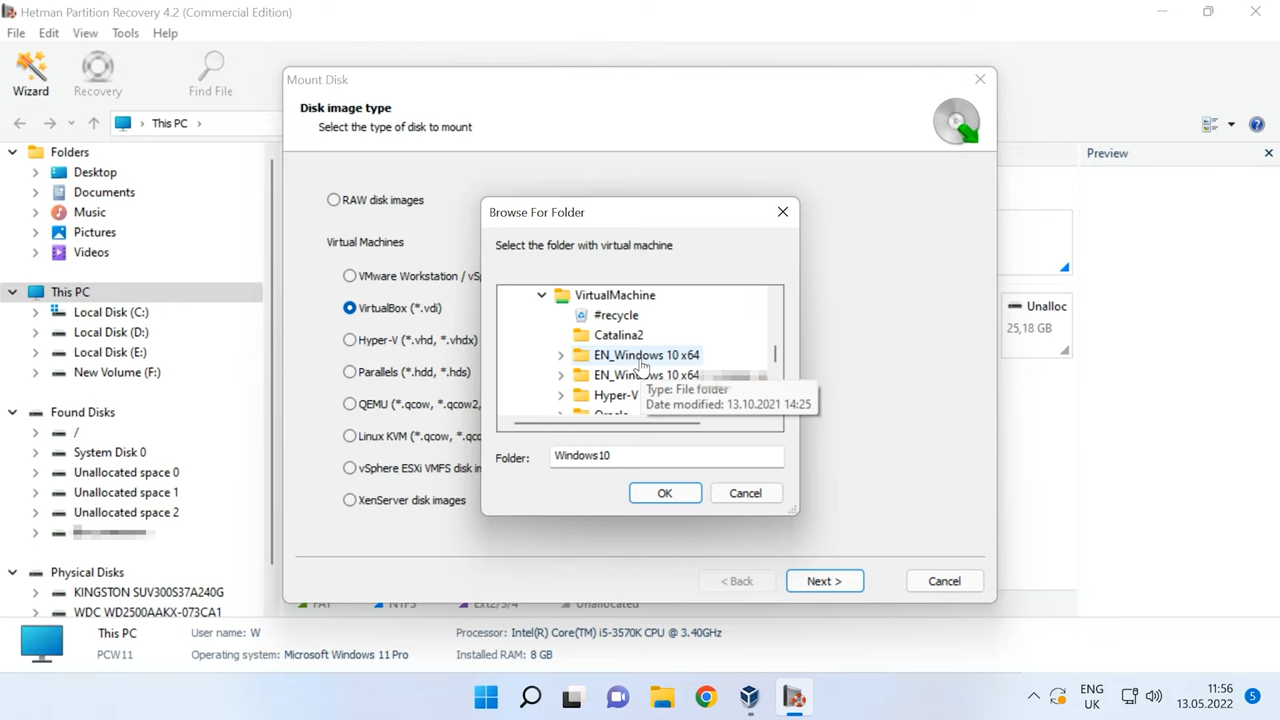 Hetman Partition Recovery 4.2 (Commercial Edition)
File Edit View Tools Help
Wizard Recovery Find File
This PC
Folders
Desktop
Documents
Music
Pictures
Videos
This PC
Local Disk (C:)
Local Disk (D:)
Local Disk (E:)
New Volume (F:)
Found Disks
/
System Disk 0
Unallocated space 0
Unallocated space 1
Unallocated space 2
Physical Disks
KINGSTON SUV300S37A240G
WDC WD2500AAKX-073CA1
Mount Disk
Disk image type
Select the type of disk to mount
RAW disk images
Virtual Machines
VMware Workstation / vSp
VirtualBox (*.vdi)
Hyper-V (*.vhd, *.vhdx)
Parallels (*.hdd, *.hds)
QEMU (*.qcow, *.qcow2,
Linux KVM (*.qcow, *.qcc
vSphere ESXi VMFS disk in
XenServer disk images
< Back Next > Cancel
Browse For Folder
Select the folder with virtual machine
VirtualMachine
#recycle
Catalina2
EN_Windows 10 x64
EN_Windows 10 x64
Hyper-V
Oracle
Type: File folder
Date modified: 13.10.2021 14:25
Folder: Windows10
OK Cancel
Preview
Unalloc
25,18 GB
FAT NTFS Ext2/3/4 Unallocated
This PC User name: W Processor: Intel(R) Core(TM) i5-3570K CPU @ 3.40GHz
PCW11 Operating system: Microsoft Windows 11 Pro Installed RAM: 8 GB
ENG
UK
11:56
13.05.2022
5